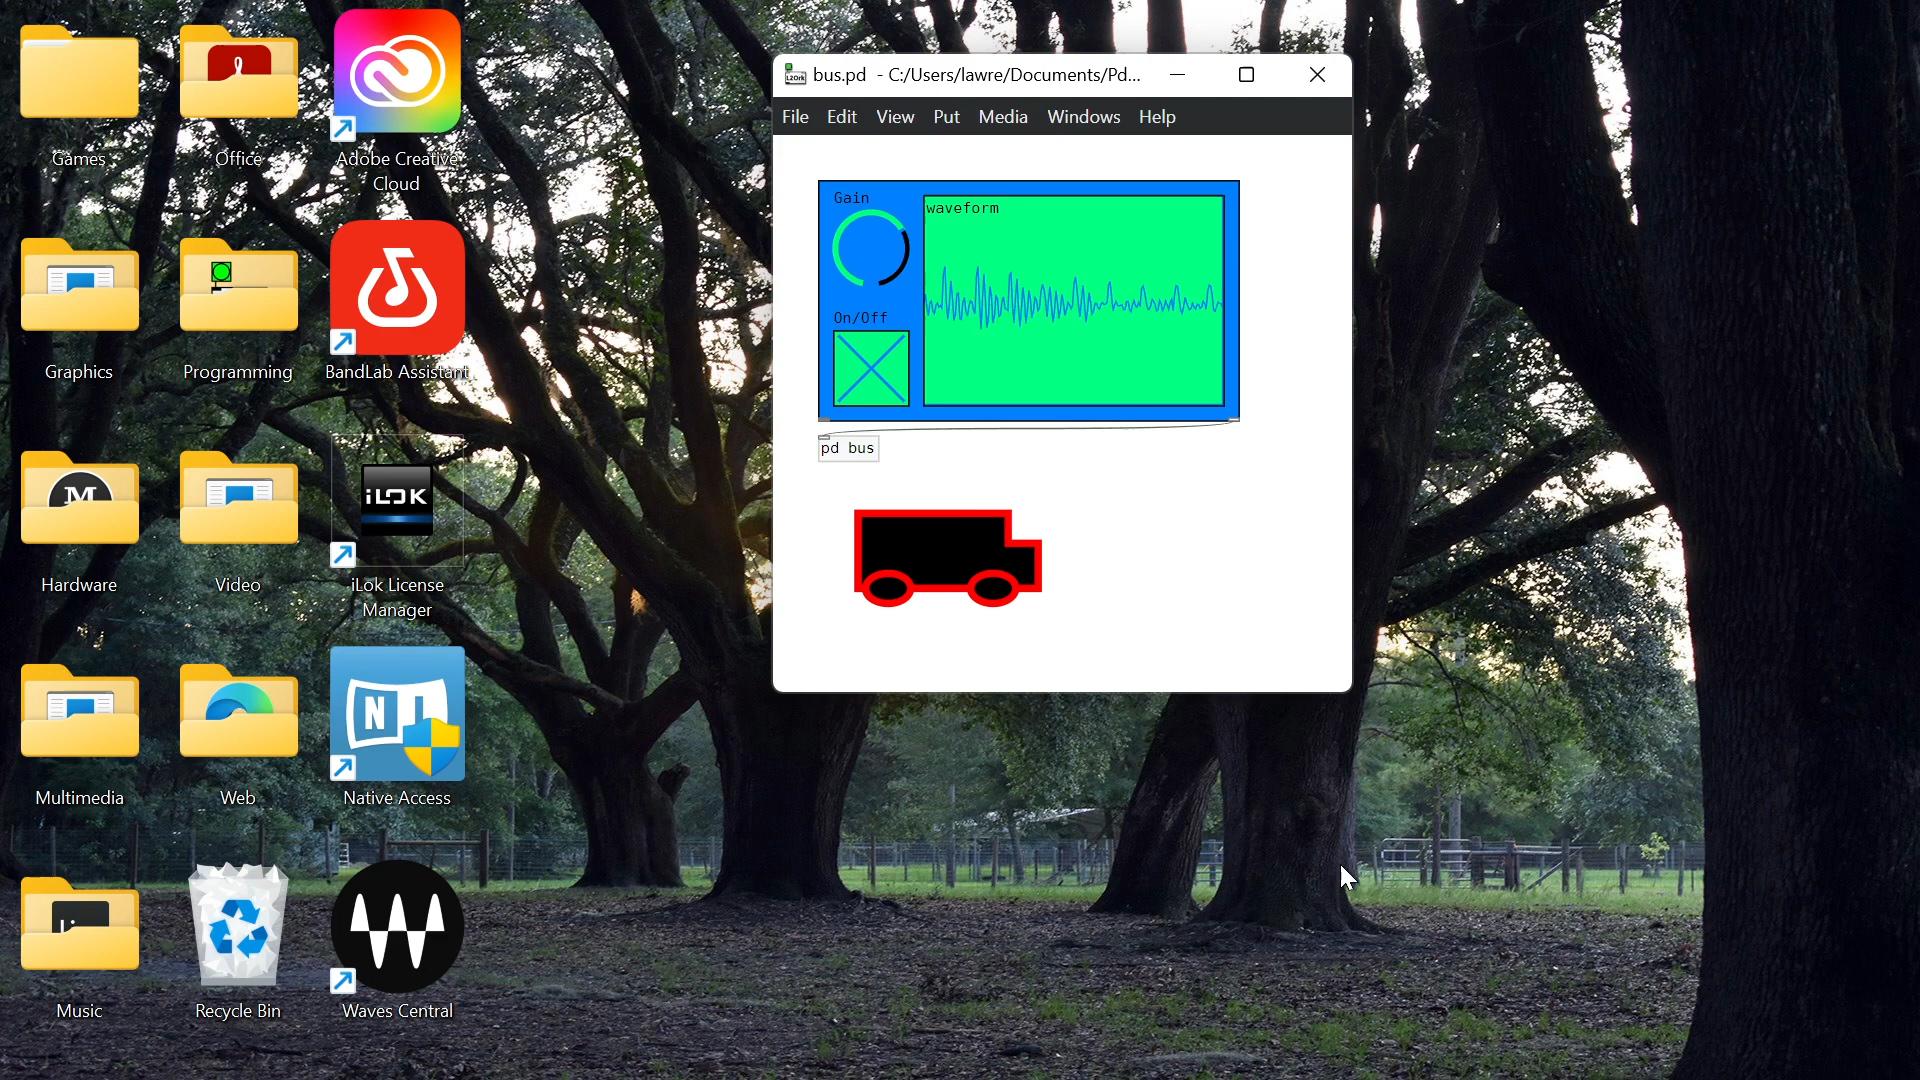 Games
Office
Adobe Creative
Cloud
Graphics
Programming
BandLab Assistant
M
Hardware
Video
iLOK
iLok License
Manager
Multimedia
Web
N
Native Access
Music
Recycle Bin
Waves Central
L2Ork
bus.pd - C:/Users/lawre/Documents/Pd...
File Edit View Put Media Windows Help
Gain
waveform
On/Off
pd bus